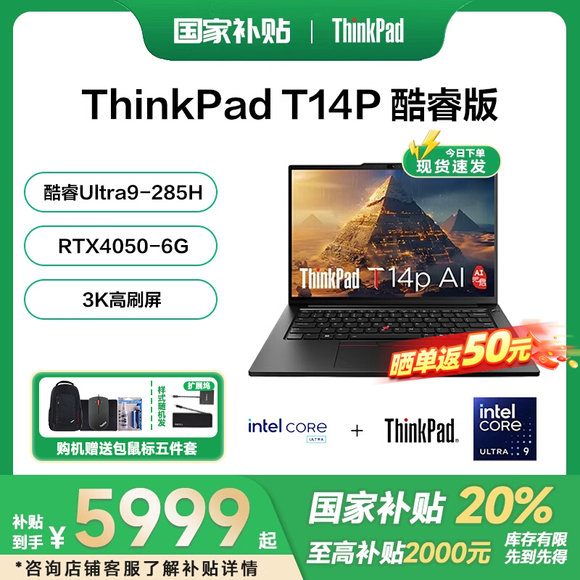 国家补贴 ThinkPad
ThinkPad T14P 酷睿版
今日下单
现货速发
酷睿Ultra9-285H
RTX4050-6G
3K高刷屏
ThinkPad T14p AI
AI
晒单返50元
样式随机发
扩展坞
购机赠送包鼠标五件套
intel CORE
ULTRA
+
ThinkPad®
intel
CORE
ULTRA 9
补贴
到手
¥5999起
国家补贴 20%
至高补贴2000元
库存有限
先到先得
*咨询店铺客服了解补贴详情